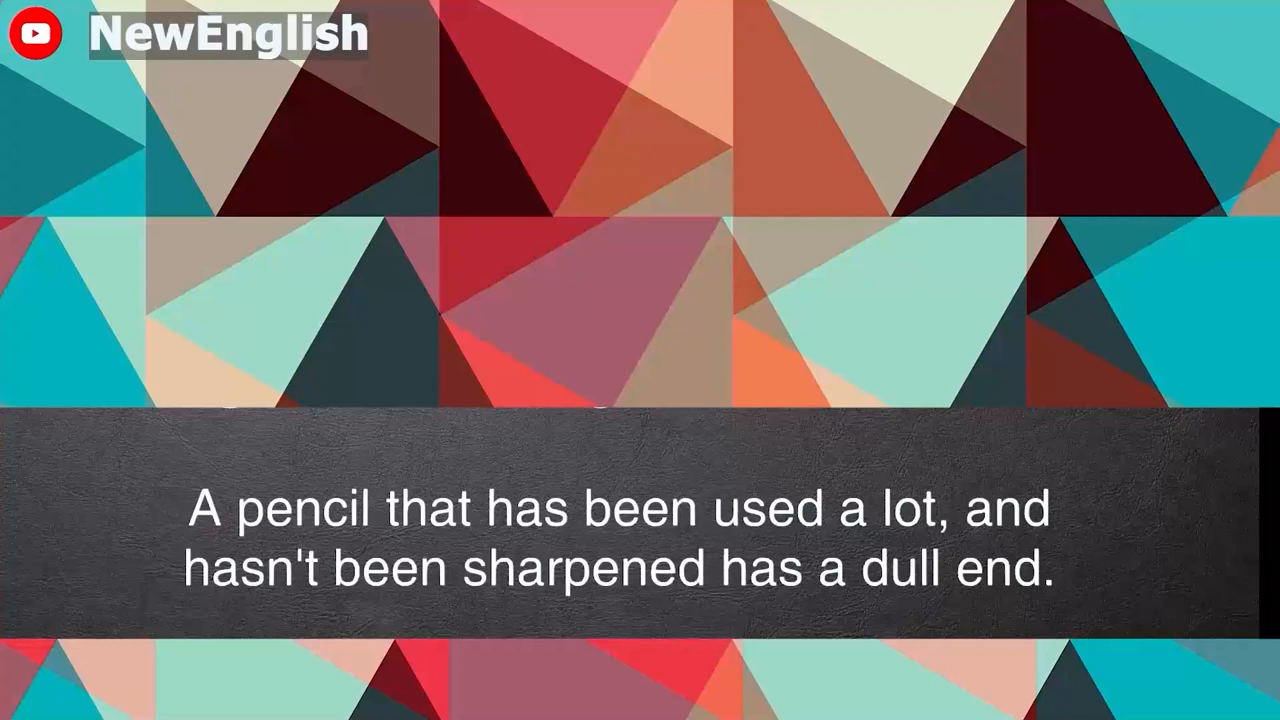 NewEnglish
A pencil that has been used a lot, and
hasn't been sharpened has a dull end.